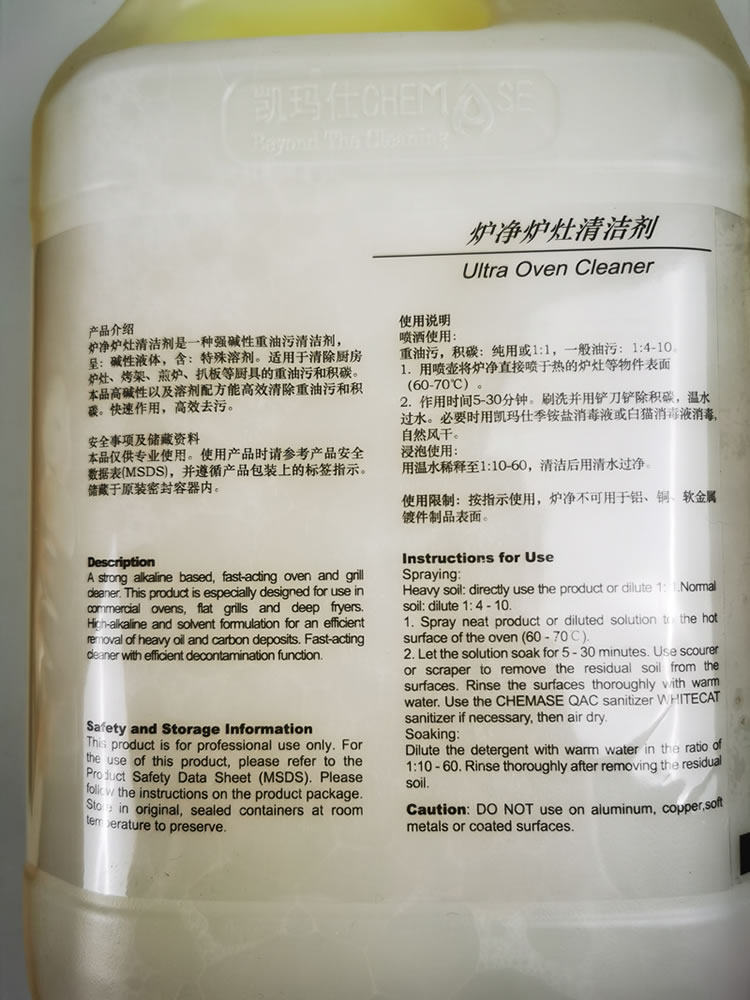 凯玛仕CHEMASE
Beyond The Cleaning
炉净炉灶清洁剂
Ultra Oven Cleaner
产品介绍
炉净炉灶清洁剂是一种强碱性重油污清洁剂，
呈：碱性液体，含：特殊溶剂。适用于清除厨房
炉灶、烤架、煎炉、扒板等厨具的重油污和积碳。
本品高碱性以及溶剂配方能高效清除重油污和积
碳。快速作用，高效去污。
安全事项及储藏资料
本品仅供专业使用。使用产品时请参考产品安全
数据表(MSDS)，并遵循产品包装上的标签指示。
储藏于原装密封容器内。
Description
A strong alkaline based, fast-acting oven and grill
cleaner. This product is especially designed for use in
commercial ovens, flat grills and deep fryers.
High-alkaline and solvent formulation for an efficient
removal of heavy oil and carbon deposits. Fast-acting
cleaner with efficient decontamination function.
Safety and Storage Information
This product is for professional use only. For
the use of this product, please refer to the
Product Safety Data Sheet (MSDS). Please
follow the instructions on the product package.
Store in original, sealed containers at room
temperature to preserve.
使用说明
喷洒使用：
重油污，积碳：纯用或1:1，一般油污：1:4-10。
1. 用喷壶将炉净直接喷于热的炉灶等物件表面
（60-70℃）。
2. 作用时间5-30分钟。刷洗并用铲刀铲除积碳，温水
过水。必要时用凯玛仕季铵盐消毒液或白猫消毒液消毒，
自然风干。
浸泡使用：
用温水稀释至1:10-60，清洁后用清水过净。
使用限制：按指示使用，炉净不可用于铝、铜、软金属
镀件制品表面。
Instructions for Use
Spraying:
Heavy soil: directly use the product or dilute 1: 1.Normal
soil: dilute 1: 4 - 10.
1. Spray neat product or diluted solution to the hot
surface of the oven (60 - 70℃).
2. Let the solution soak for 5 - 30 minutes. Use scourer
or scraper to remove the residual soil from the
surfaces. Rinse the surfaces thoroughly with warm
water. Use the CHEMASE QAC sanitizer WHITECAT
sanitizer if necessary, then air dry.
Soaking:
Dilute the detergent with warm water in the ratio of
1:10 - 60. Rinse thoroughly after removing the residual
soil.
Caution: DO NOT use on aluminum, copper,soft
metals or coated surfaces.